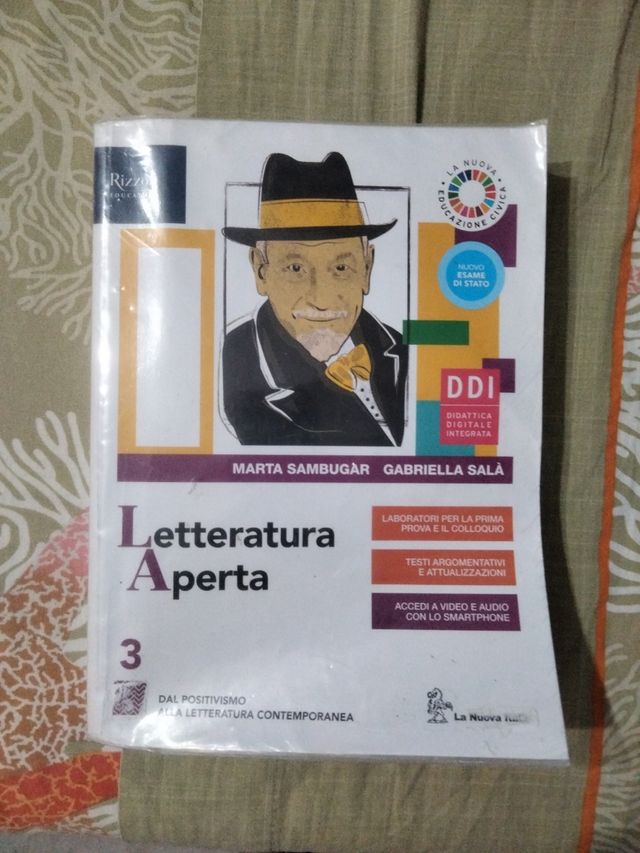 Rizzo
LA NUOVA
EDUCAZIONE CIVICA
NUOVO
ESAME
DI STATO
DDI
DIDATTICA
DIGITALE
INTEGRATA
MARTA SAMBUGÀR GABRIELLA SALÀ
Letteratura
Aperta
LABORATORI PER LA PRIMA
PROVA E IL COLLOQUIO
TESTI ARGOMENTATIVI
E ATTUALIZZAZIONI
ACCEDI A VIDEO E AUDIO
CON LO SMARTPHONE
3
DAL POSITIVISMO
ALLA LETTERATURA CONTEMPORANEA
La Nuova Italia